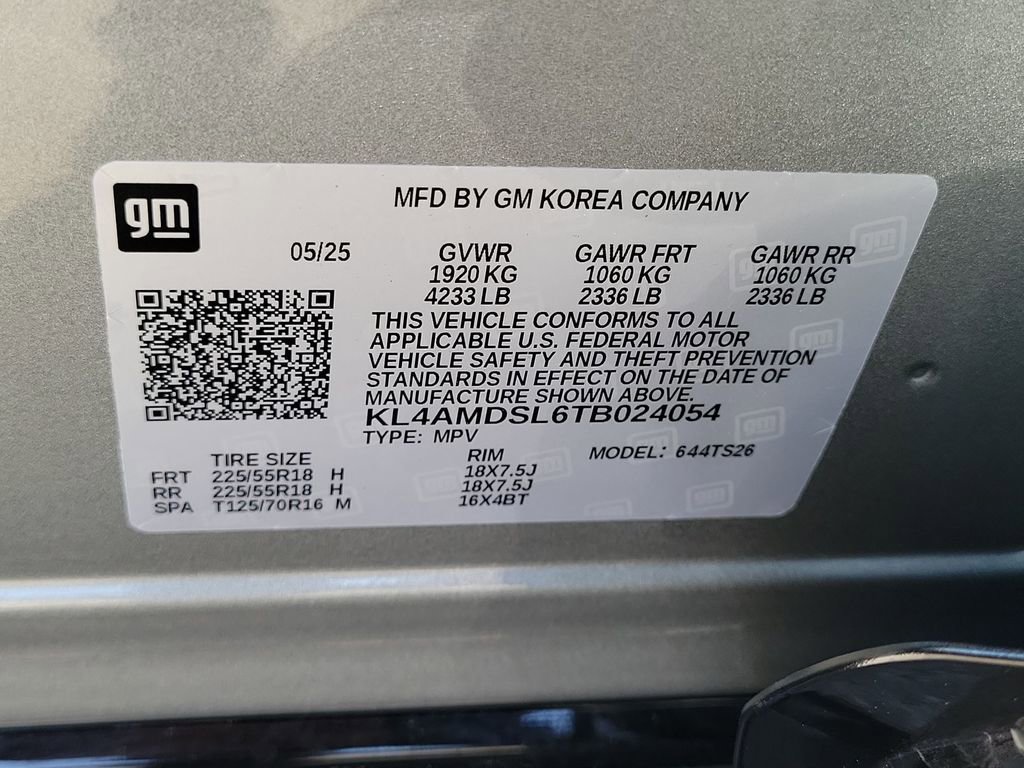 gm
MFD BY GM KOREA COMPANY
05/25 GVWR GAWR FRT GAWR RR
1920 KG 1060 KG 1060 KG
4233 LB 2336 LB 2336 LB
THIS VEHICLE CONFORMS TO ALL
APPLICABLE U.S. FEDERAL MOTOR
VEHICLE SAFETY AND THEFT PREVENTION
STANDARDS IN EFFECT ON THE DATE OF
MANUFACTURE SHOWN ABOVE.
KL4AMDSL6TB024054
TYPE: MPV
TIRE SIZE RIM MODEL: 644TS26
FRT 225/55R18 H 18X7.5J
RR 225/55R18 H 18X7.5J
SPA T125/70R16 M 16X4BT